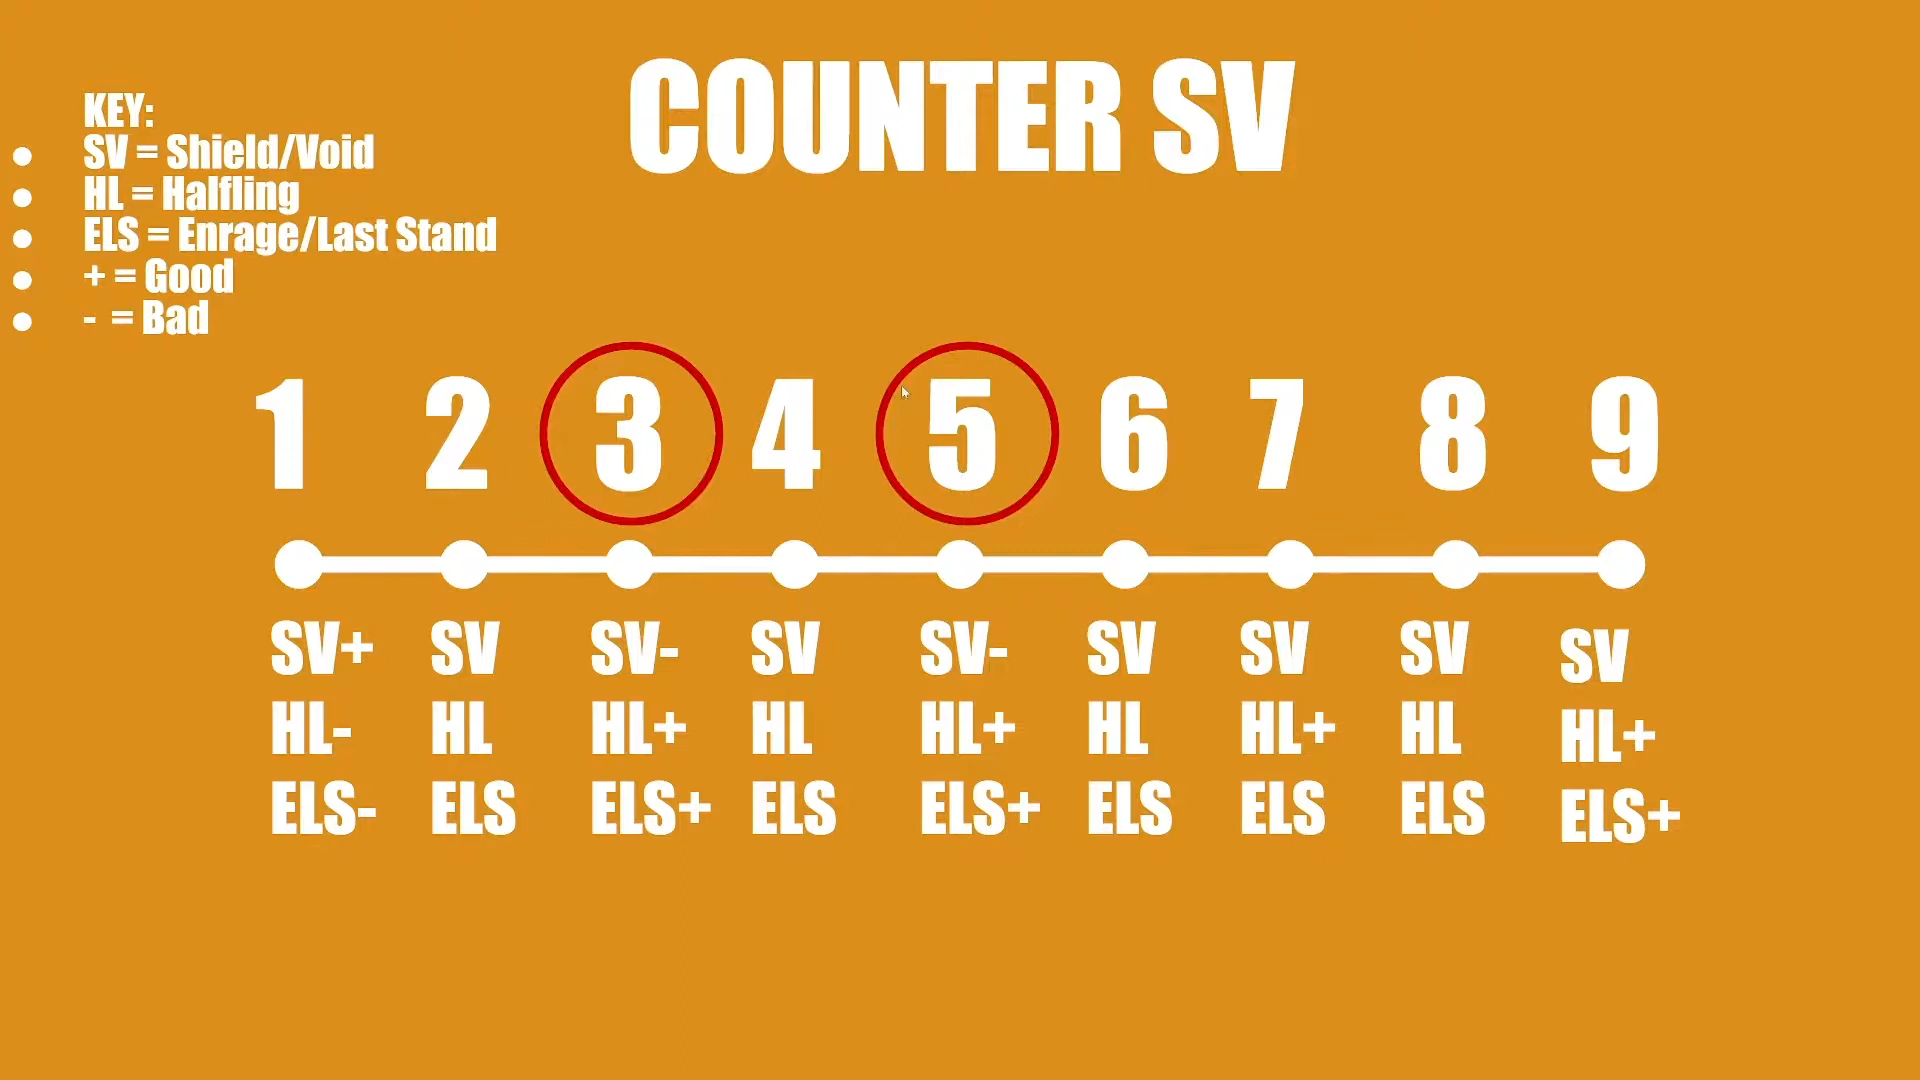 COUNTER SV
KEY:
SV = Shield/Void
HL = Halfling
ELS = Enrage/Last Stand
+ = Good
- = Bad
1 2 3 4 5 6 7 8 9
SV+ SV SV- SV SV- SV SV SV SV
HL- HL HL+ HL HL+ HL HL+ HL HL+
ELS- ELS ELS+ ELS ELS+ ELS ELS ELS ELS+